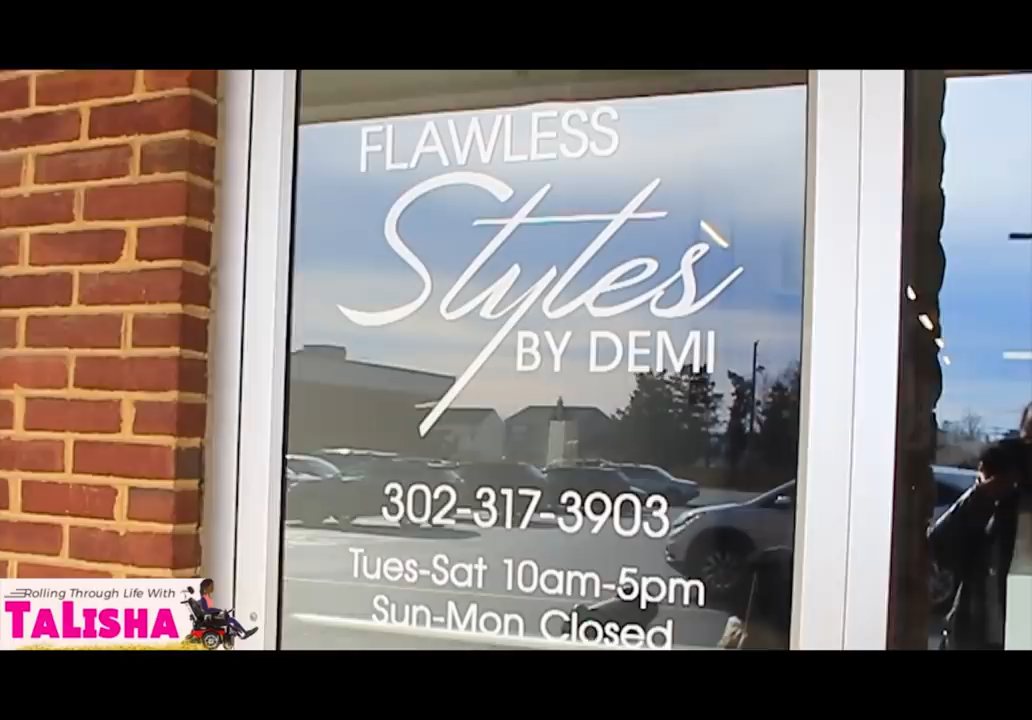 FLAWLESS
Styles
BY DEMI
302-317-3903
Tues-Sat 10am-5pm
Sun-Mon Closed
Rolling Through Life With
TALISHA